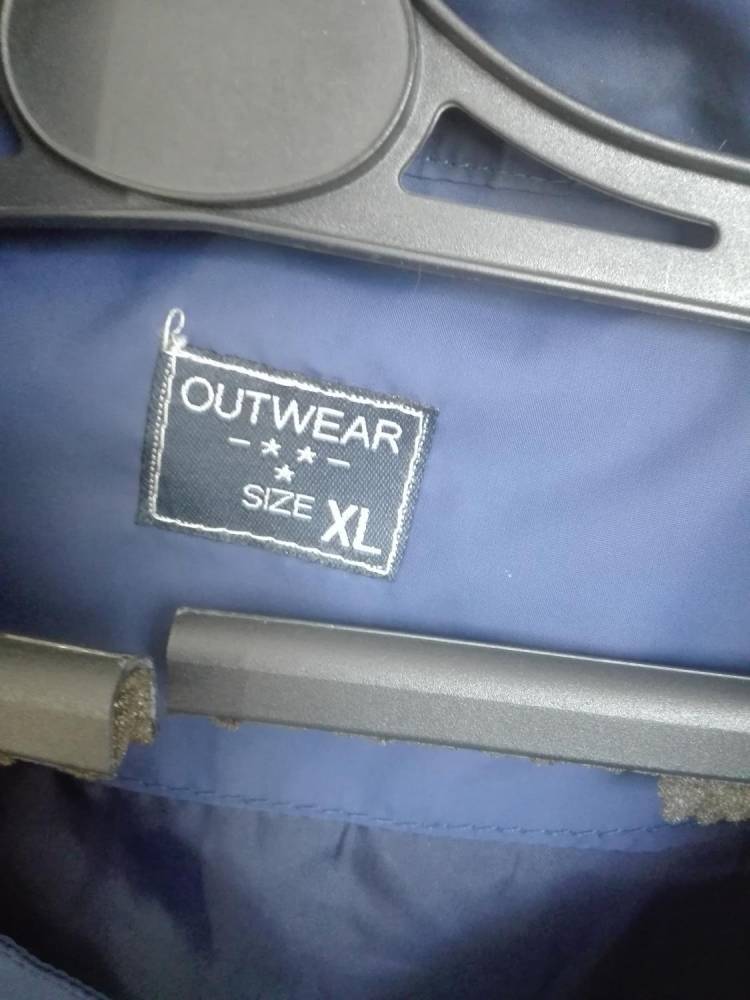 OUTWEAR
- * * -
*
SIZE XL